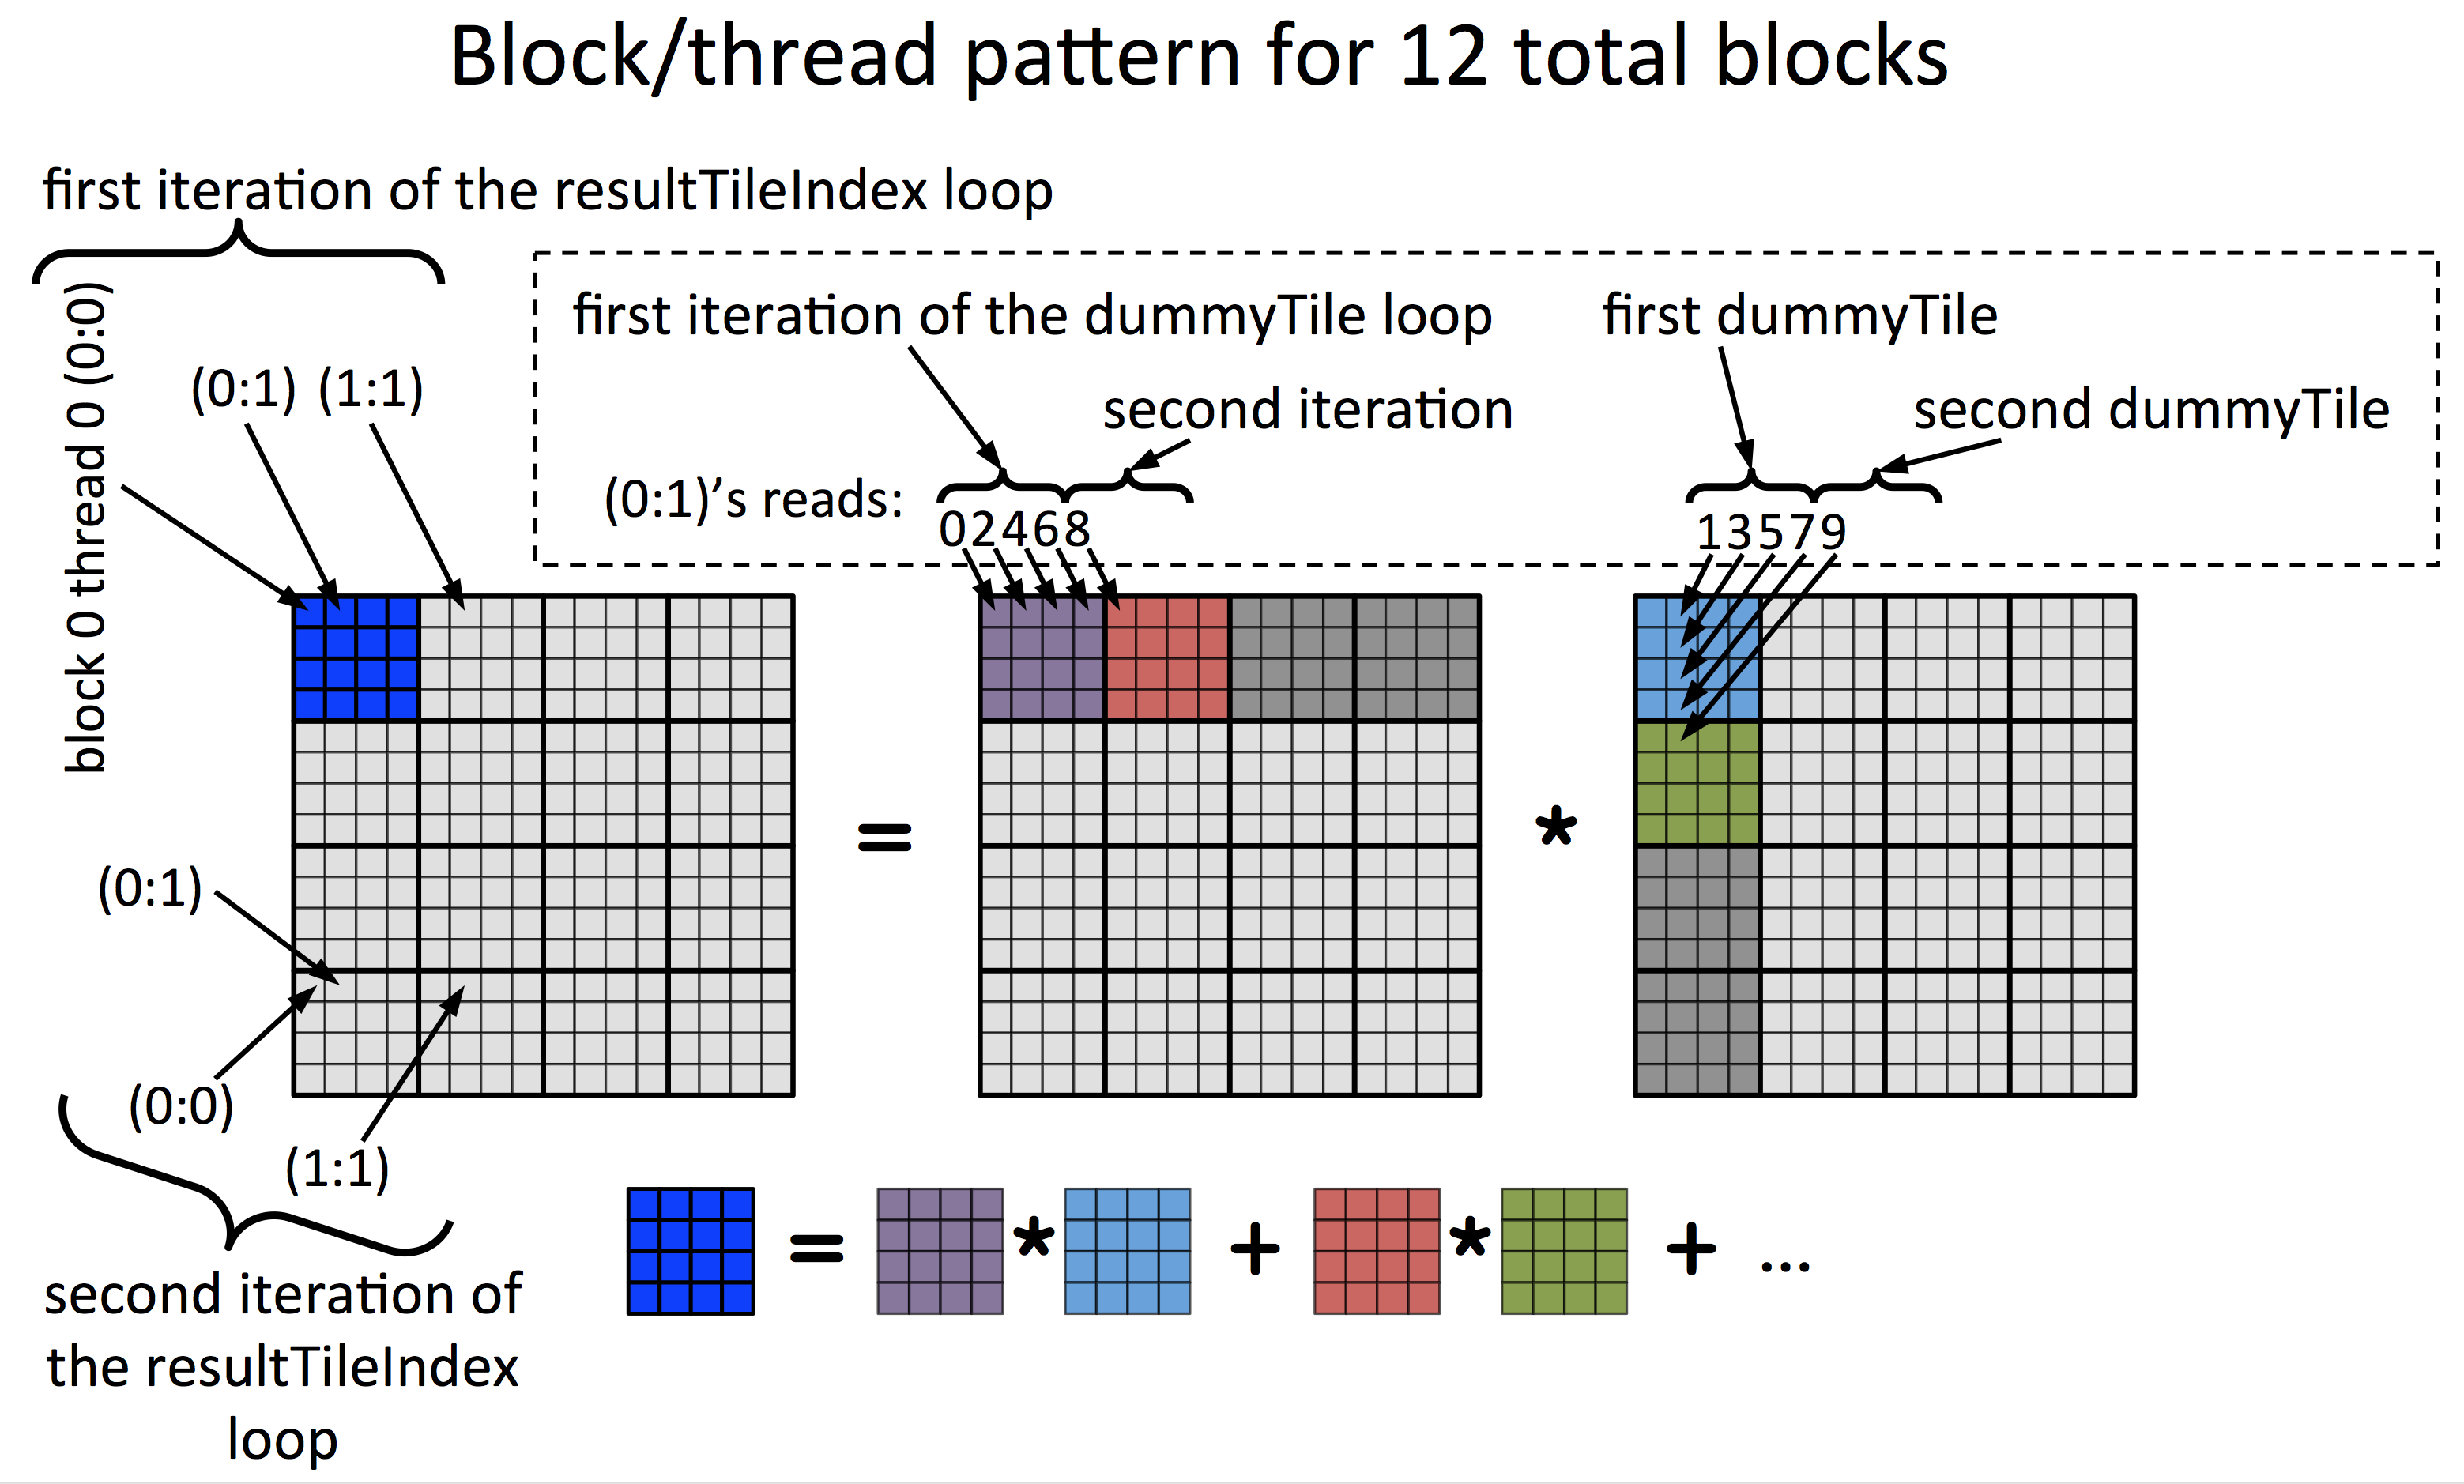 Block/thread pattern for 12 total blocks
first iteration of the resultTileIndex loop
block 0 thread 0 (0:0)
(0:1) (1:1)
first iteration of the dummyTile loop
first dummyTile
second iteration
second dummyTile
(0:1)’s reads:
02468
13579
=
*
(0:1)
(0:0)
(1:1)
second iteration of
the resultTileIndex
loop
= * + * + ...